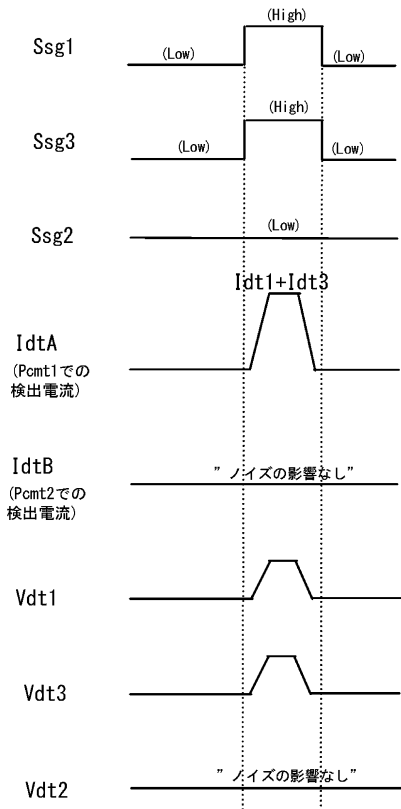 (High)
Ssg1
(Low)
(Low)
(High)
Ssg3
(Low)
(Low)
Ssg2
(Low)
Idt1+Idt3
IdtA
(Pcmt1での
検出電流)
IdtB
(Pcmt2での
検出電流)
”ノイズの影響なし”
Vdt1
Vdt3
Vdt2
”ノイズの影響なし”